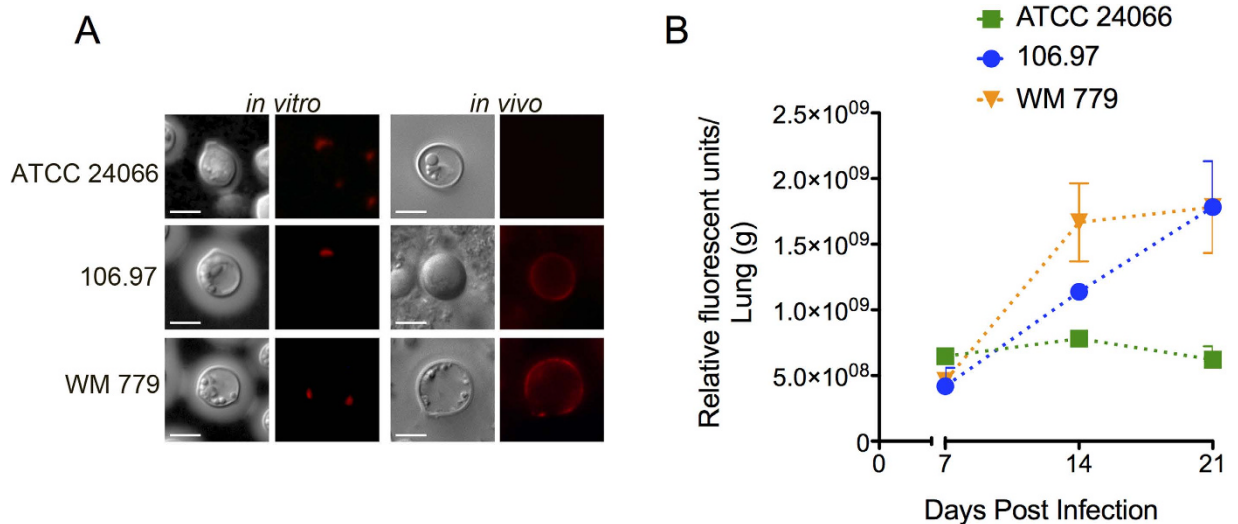 A
in vitro
in vivo
ATCC 24066
106.97
WM 779
B
ATCC 24066
106.97
WM 779
Relative fluorescent units/
Lung (g)
2.5×10⁰⁹
2.0×10⁰⁹
1.5×10⁰⁹
1.0×10⁰⁹
5.0×10⁰⁸
0
0 7 14 21
Days Post Infection